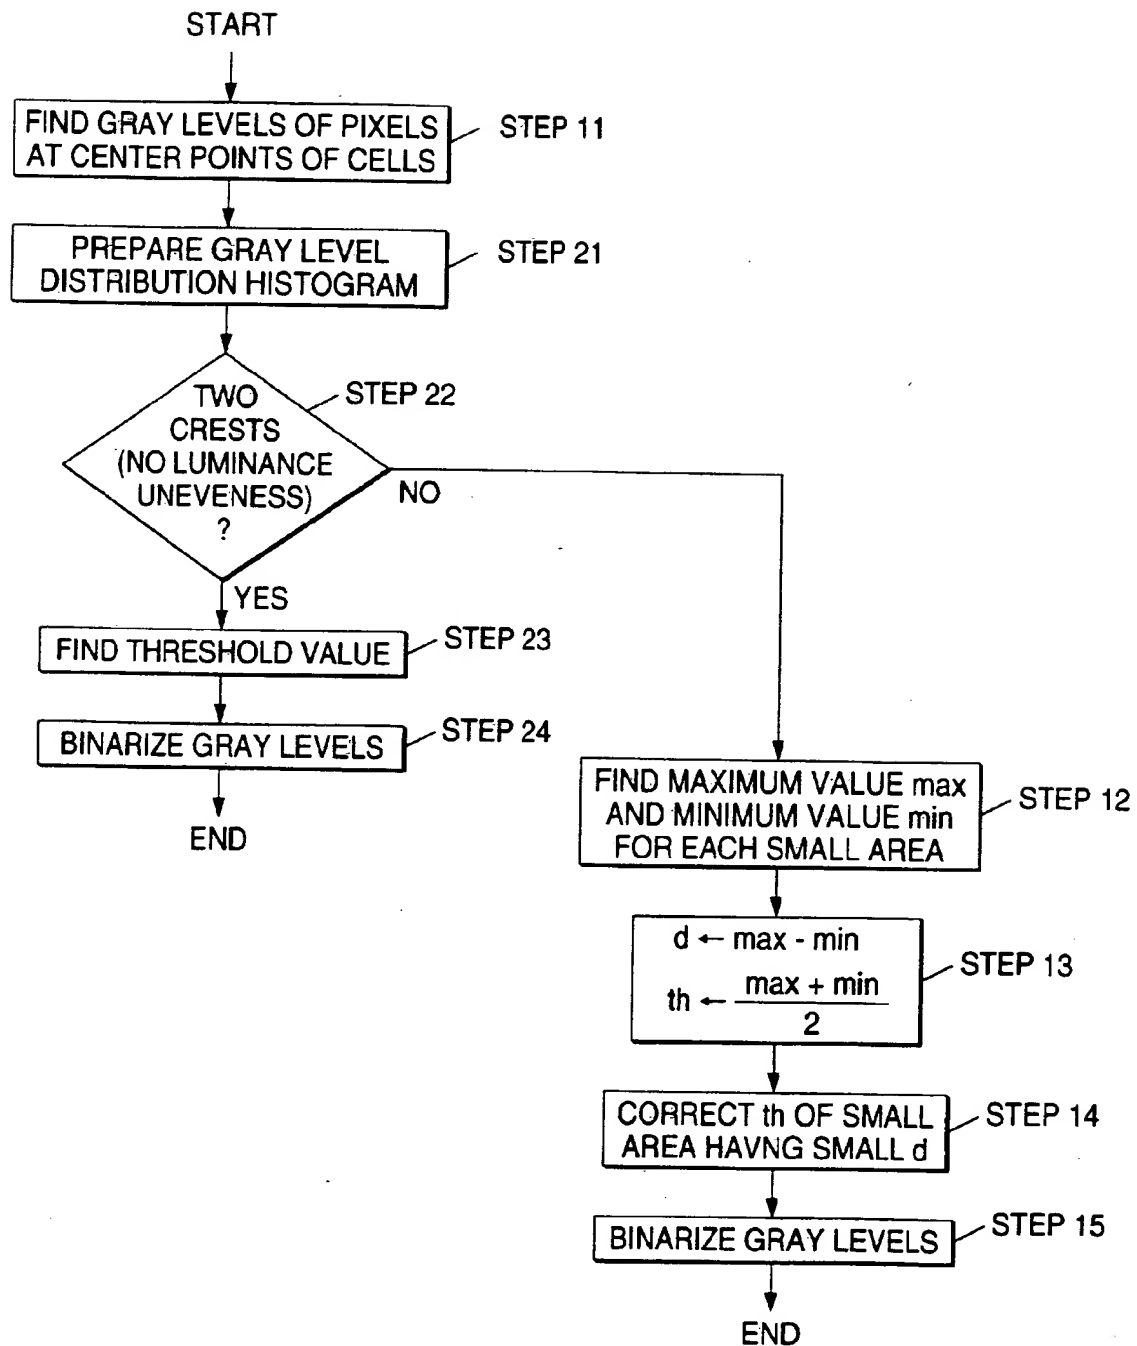 START
FIND GRAY LEVELS OF PIXELS
AT CENTER POINTS OF CELLS
STEP 11
PREPARE GRAY LEVEL
DISTRIBUTION HISTOGRAM
STEP 21
TWO
CRESTS
(NO LUMINANCE
UNEVENESS)
?
STEP 22
NO
YES
FIND THRESHOLD VALUE
STEP 23
BINARIZE GRAY LEVELS
STEP 24
END
FIND MAXIMUM VALUE max
AND MINIMUM VALUE min
FOR EACH SMALL AREA
STEP 12
d ← max - min
th ← max + min
2
STEP 13
CORRECT th OF SMALL
AREA HAVNG SMALL d
STEP 14
BINARIZE GRAY LEVELS
STEP 15
END